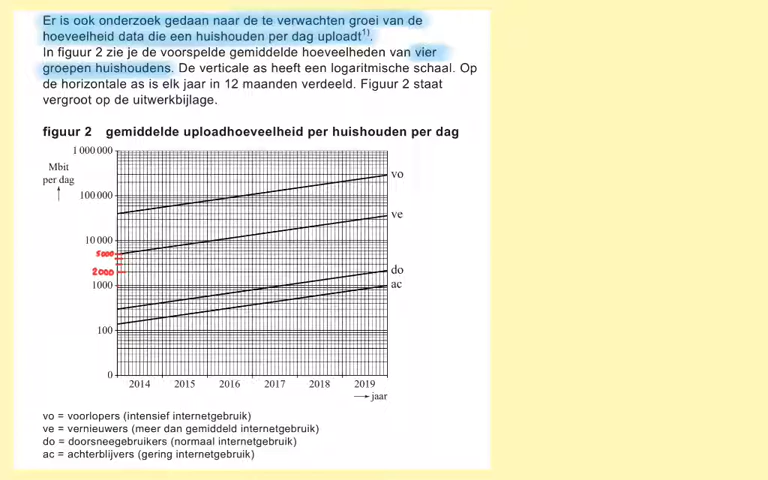 Er is ook onderzoek gedaan naar de te verwachten groei van de
hoeveelheid data die een huishouden per dag uploadt1).
In figuur 2 zie je de voorspelde gemiddelde hoeveelheden van vier
groepen huishoudens. De verticale as heeft een logaritmische schaal. Op
de horizontale as is elk jaar in 12 maanden verdeeld. Figuur 2 staat
vergroot op de uitwerkbijlage.
figuur 2 gemiddelde uploadhoeveelheid per huishouden per dag
1 000 000
Mbit
per dag
100 000
10 000
5000
2000
1000
100
0
vo
ve
do
ac
2014 2015 2016 2017 2018 2019
jaar
vo = voorlopers (intensief internetgebruik)
ve = vernieuwers (meer dan gemiddeld internetgebruik)
do = doorsneegebruikers (normaal internetgebruik)
ac = achterblijvers (gering internetgebruik)